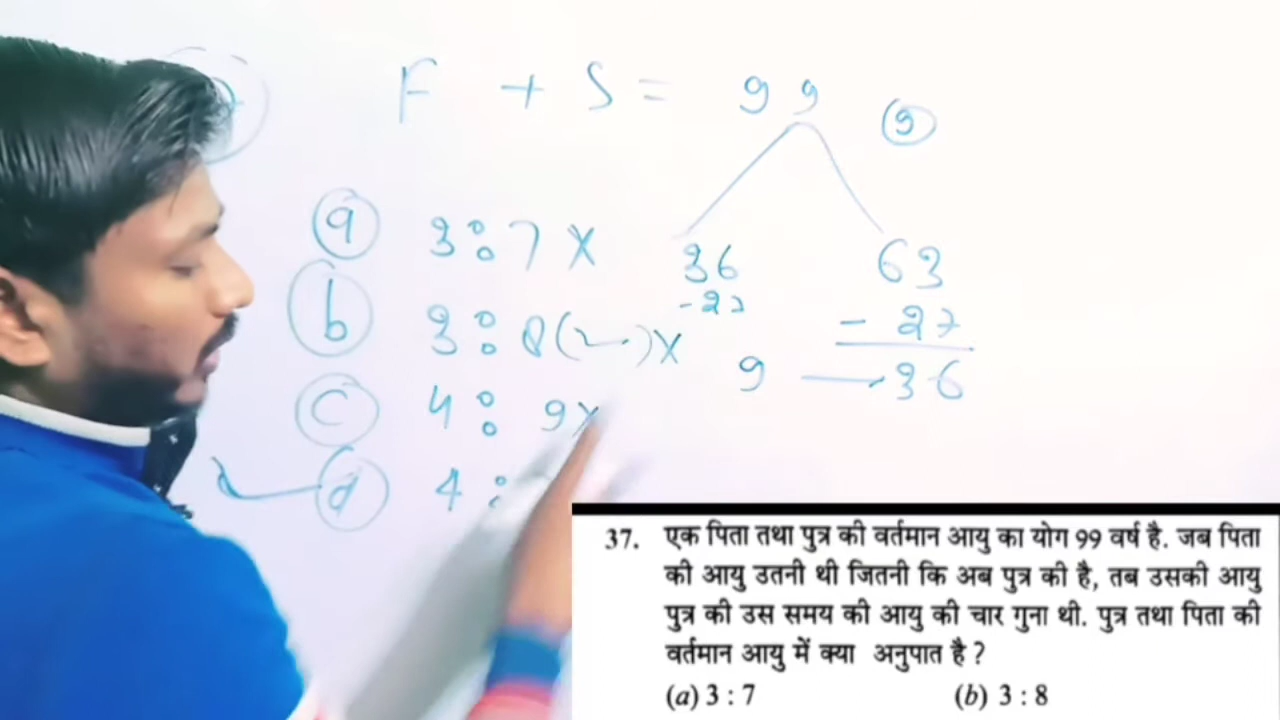 F + S = 99 ⑨
ⓐ 3 : 7 ×
36 63
-27 - 27
ⓑ 3 : 8 ( ) ×
9 — 36
ⓒ 4 : 9 ×
ⓓ 4 :
37. एक पिता तथा पुत्र की वर्तमान आयु का योग 99 वर्ष है. जब पिता
की आयु उतनी थी जितनी कि अब पुत्र की है, तब उसकी आयु
पुत्र की उस समय की आयु की चार गुना थी. पुत्र तथा पिता की
वर्तमान आयु में क्या अनुपात है ?
(a) 3 : 7 (b) 3 : 8